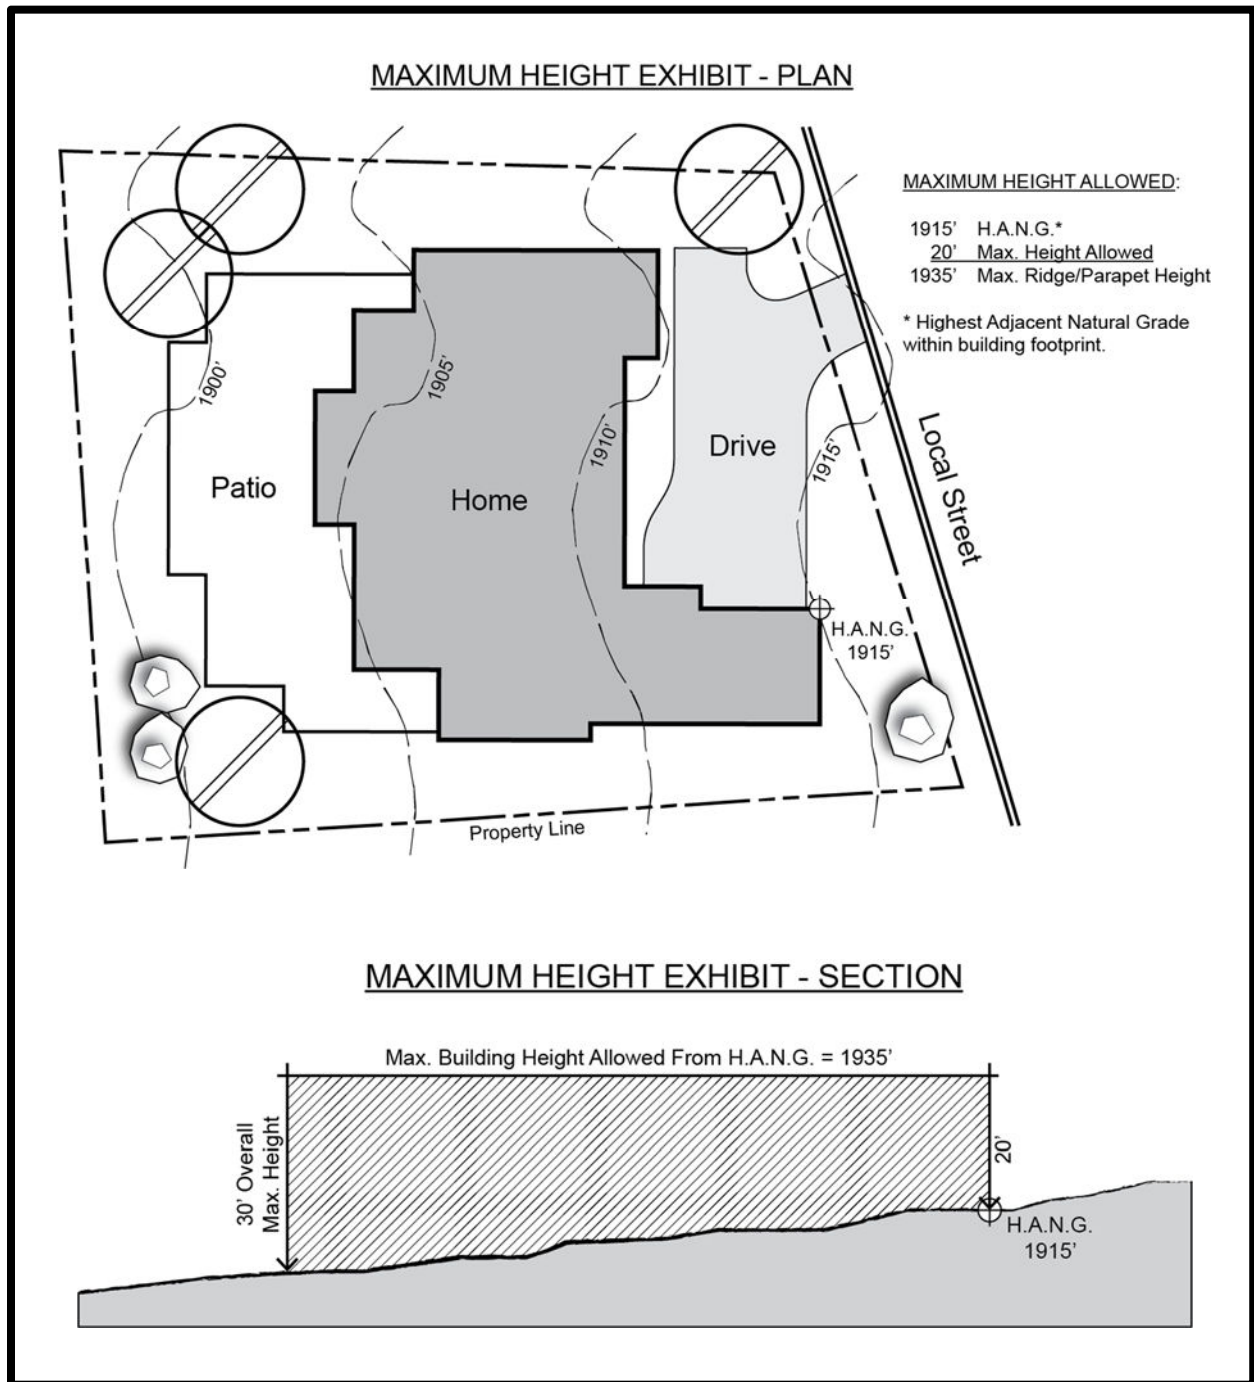 MAXIMUM HEIGHT EXHIBIT - PLAN
MAXIMUM HEIGHT ALLOWED:
1915' H.A.N.G.*
20' Max. Height Allowed
1935' Max. Ridge/Parapet Height
* Highest Adjacent Natural Grade
within building footprint.
1900'
1905'
1910'
1915'
Patio
Home
Drive
Local Street
H.A.N.G.
1915'
Property Line
MAXIMUM HEIGHT EXHIBIT - SECTION
Max. Building Height Allowed From H.A.N.G. = 1935'
30' Overall
Max. Height
20'
H.A.N.G.
1915'